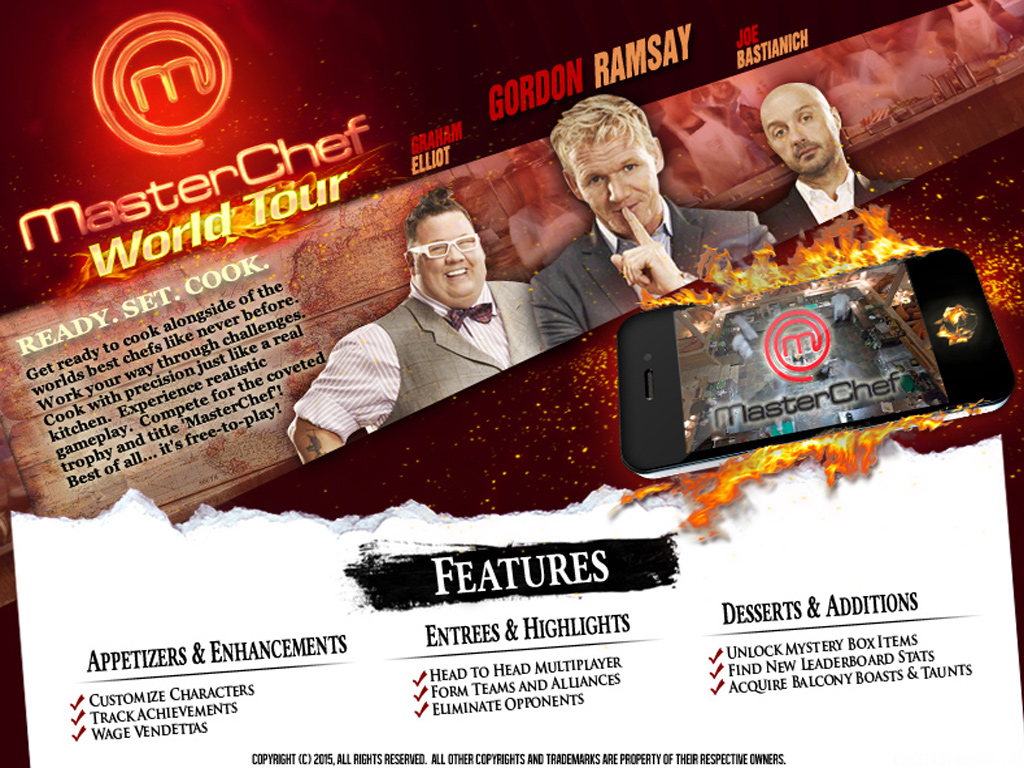 m
MasterChef
World Tour
GRAHAM
ELLIOT
GORDON RAMSAY
JOE
BASTIANICH
READY. SET. COOK.
Get ready to cook alongside of the
worlds best chefs like never before.
Work your way through challenges.
Cook with precision just like a real
kitchen. Experience realistic
gameplay. Compete for the coveted
trophy and title 'MasterChef'!
Best of all... it's free-to-play!
m
MasterChef
FEATURES
APPETIZERS & ENHANCEMENTS
CUSTOMIZE CHARACTERS
TRACK ACHIEVEMENTS
WAGE VENDETTAS
ENTREES & HIGHLIGHTS
HEAD TO HEAD MULTIPLAYER
FORM TEAMS AND ALLIANCES
ELIMINATE OPPONENTS
DESSERTS & ADDITIONS
UNLOCK MYSTERY BOX ITEMS
FIND NEW LEADERBOARD STATS
ACQUIRE BALCONY BOASTS & TAUNTS
COPYRIGHT (C) 2015, ALL RIGHTS RESERVED. ALL OTHER COPYRIGHTS AND TRADEMARKS ARE PROPERTY OF THEIR RESPECTIVE OWNERS.